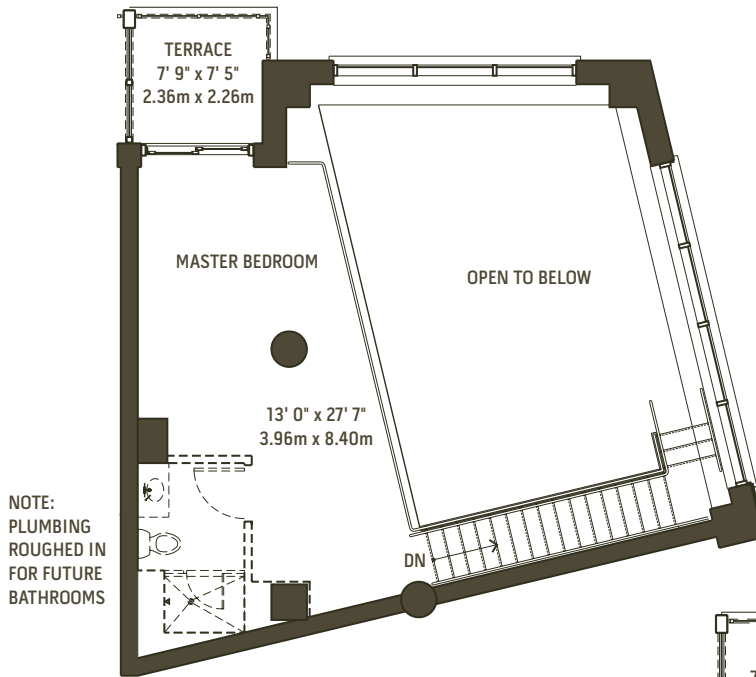 TERRACE
7' 9" x 7' 5"
2.36m x 2.26m
MASTER BEDROOM
OPEN TO BELOW
13' 0" x 27' 7"
3.96m x 8.40m
NOTE:
PLUMBING
ROUGHED IN
FOR FUTURE
BATHROOMS
DN